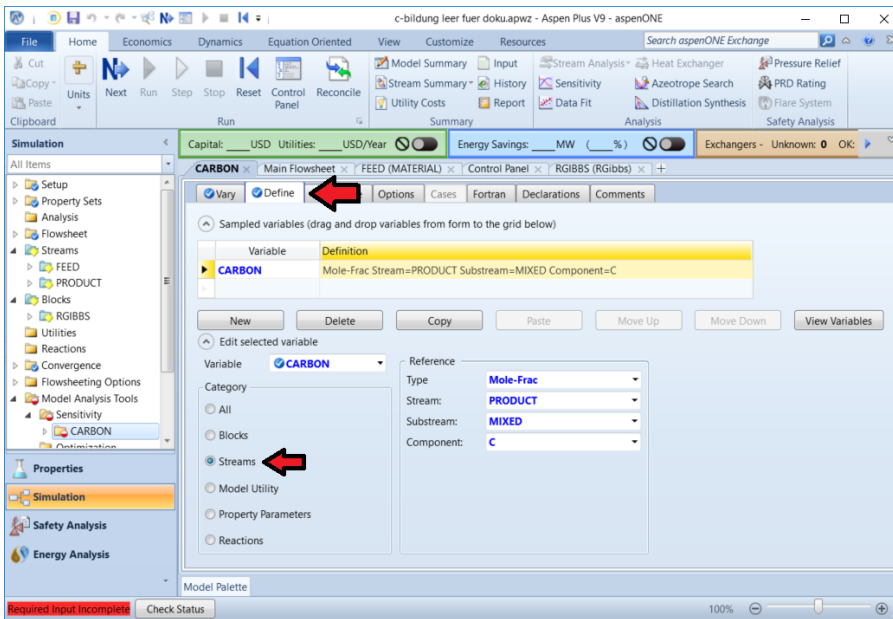 c-bildung leer fuer doku.apwz - Aspen Plus V9 - aspenONE
File Home Economics Dynamics Equation Oriented View Customize Resources Search aspenONE Exchange
Cut
Copy
Paste
Clipboard
Units
Next Run Step Stop Reset Control Panel Reconcile
Run
Model Summary Input
Stream Summary History
Utility Costs Report
Summary
Stream Analysis Heat Exchanger
Sensitivity Azeotrope Search
Data Fit Distillation Synthesis
Analysis
Pressure Relief
PRD Rating
Flare System
Safety Analysis
Simulation
All Items
Setup
Property Sets
Analysis
Flowsheet
Streams
FEED
PRODUCT
Blocks
RGIBBS
Utilities
Reactions
Convergence
Flowsheeting Options
Model Analysis Tools
Sensitivity
CARBON
Optimization
Properties
Simulation
Safety Analysis
Energy Analysis
Capital: ____USD Utilities: ____USD/Year Energy Savings: ____MW (____%) Exchangers - Unknown: 0 OK:
CARBON Main Flowsheet FEED (MATERIAL) Control Panel RGIBBS (RGibbs) +
Vary Define Options Cases Fortran Declarations Comments
Sampled variables (drag and drop variables from form to the grid below)
Variable Definition
CARBON Mole-Frac Stream=PRODUCT Substream=MIXED Component=C
New Delete Copy Paste Move Up Move Down View Variables
Edit selected variable
Variable CARBON
Category
All
Blocks
Streams
Model Utility
Property Parameters
Reactions
Reference
Type Mole-Frac
Stream: PRODUCT
Substream: MIXED
Component: C
Model Palette
Required Input Incomplete Check Status 100%